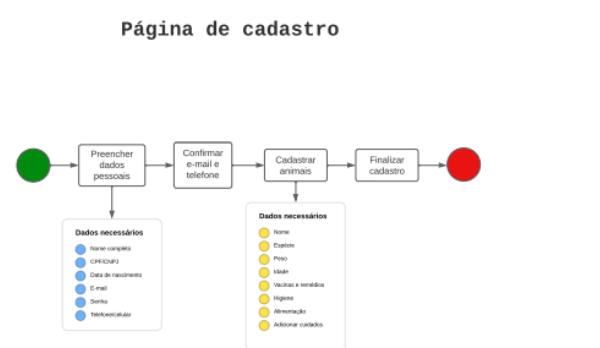 Página de cadastro
Preencher
dados
pessoais
Confirmar
e-mail e
telefone
Cadastrar
animais
Finalizar
cadastro
Dados necessários
Nome completo
CPF/CNPJ
Data de nascimento
E-mail
Senha
Telefone/celular
Dados necessários
Nome
Espécie
Peso
Idade
Vacinas e remédios
Higiene
Alimentação
Adicionar cuidados